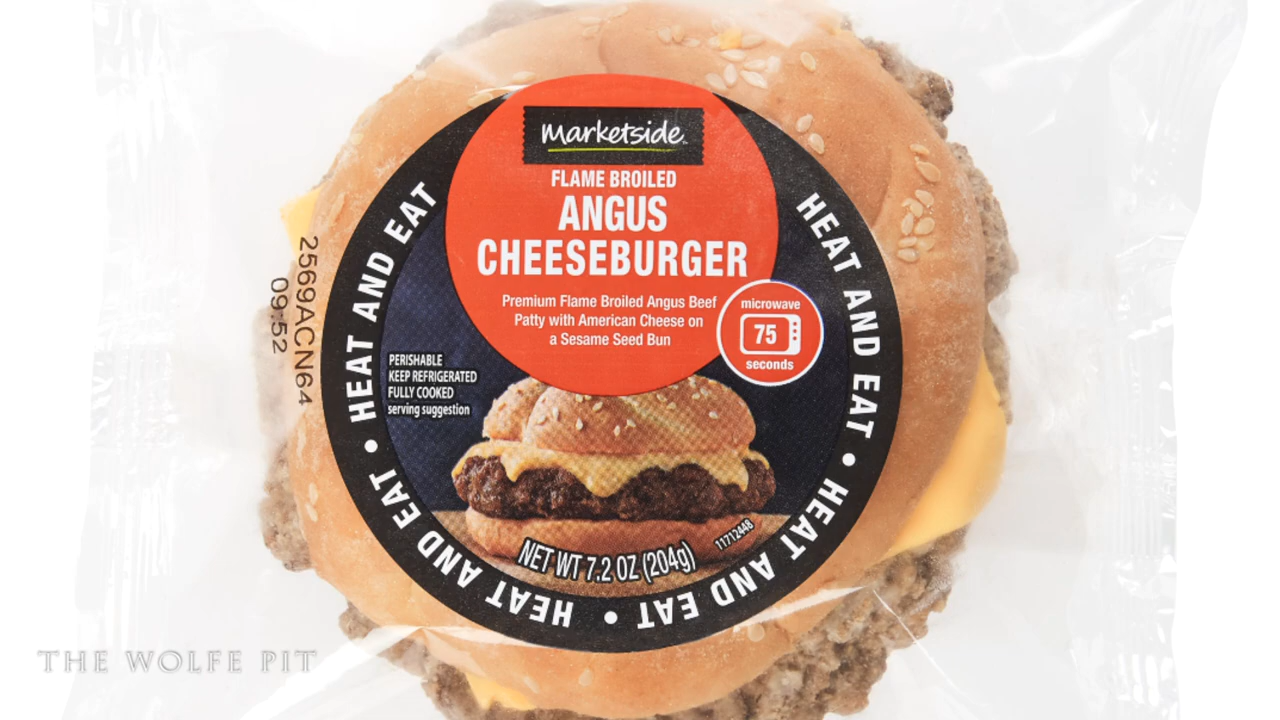 marketside
FLAME BROILED
ANGUS
CHEESEBURGER
Premium Flame Broiled Angus Beef
Patty with American Cheese on
a Sesame Seed Bun
microwave
75
seconds
PERISHABLE
KEEP REFRIGERATED
FULLY COOKED
serving suggestion
HEAT AND EAT • HEAT AND EAT • HEAT AND EAT • HEAT AND EAT
NET WT 7.2 OZ (204g)
11712448
2569ACN64
09:52
THE WOLFE PIT